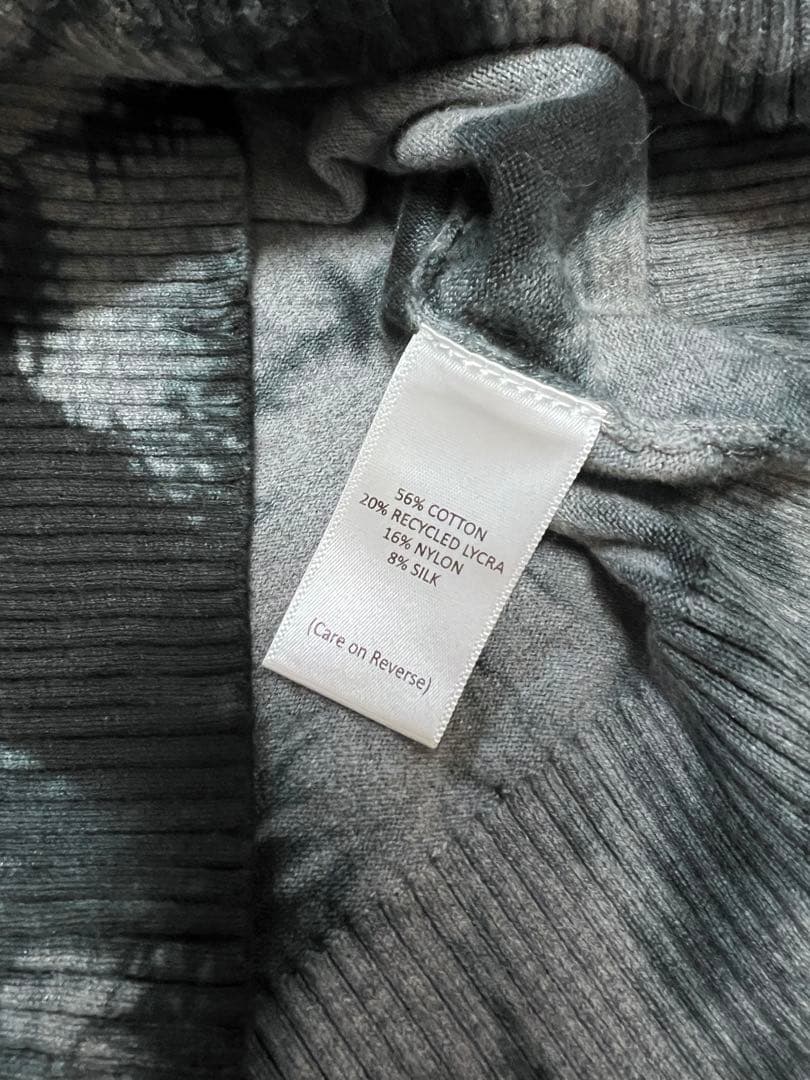 56% COTTON
20% RECYCLED LYCRA
16% NYLON
8% SILK
(Care on Reverse)